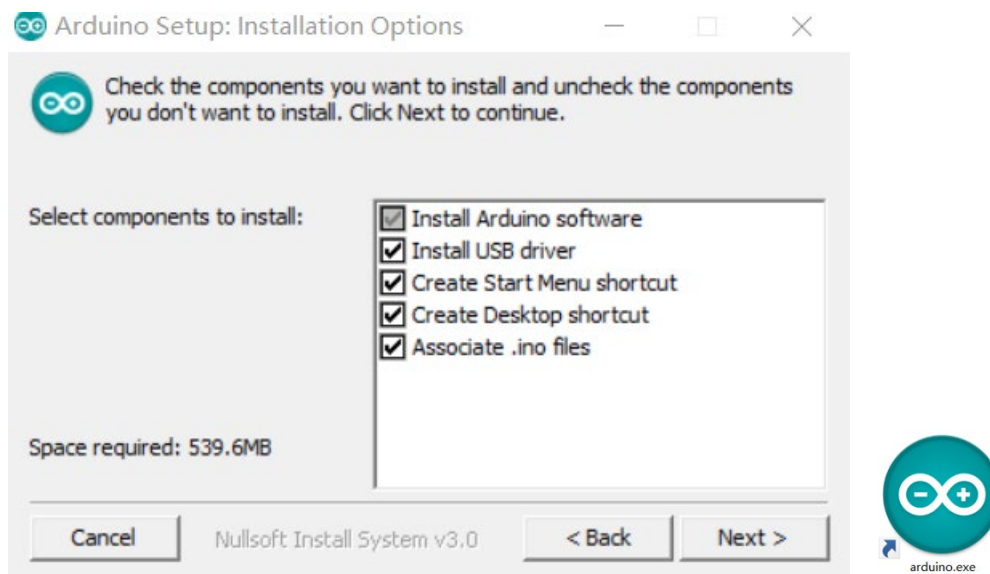 Arduino Setup: Installation Options
Check the components you want to install and uncheck the components
you don't want to install. Click Next to continue.
Select components to install:
Install Arduino software
Install USB driver
Create Start Menu shortcut
Create Desktop shortcut
Associate .ino files
Space required: 539.6MB
Cancel
Nullsoft Install System v3.0
< Back
Next >
arduino.exe